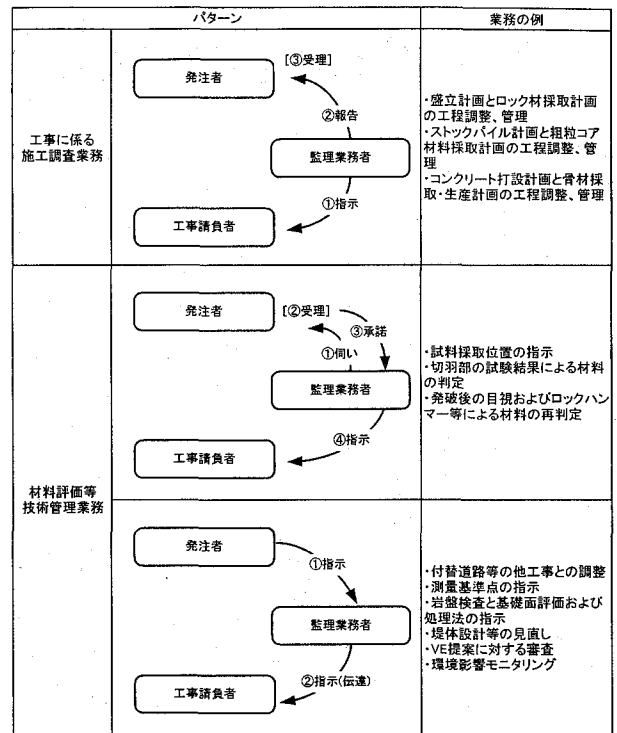 パターン
業務の例
工事に係る
施工調査業務
発注者
[③受理]
②報告
監理業務者
①指示
工事請負者
・盛立計画とロック材採取計画
の工程調整、管理
・ストックパイル計画と粗粒コア
材料採取計画の工程調整、管
理
・コンクリート打設計画と骨材採
取・生産計画の工程調整、管理
材料評価等
技術管理業務
発注者
[②受理]
③承諾
①伺い
監理業務者
④指示
工事請負者
・試料採取位置の指示
・切羽部の試験結果による材料
の判定
・発破後の目視およびロックハン
マー等による材料の再判定
発注者
①指示
監理業務者
②指示(伝達)
工事請負者
・付替道路等の他工事との調整
・測量基準点の指示
・岩盤検査と基礎面評価および
処理法の指示
・堤体設計等の見直し
・VE提案に対する審査
・環境影響モニタリング